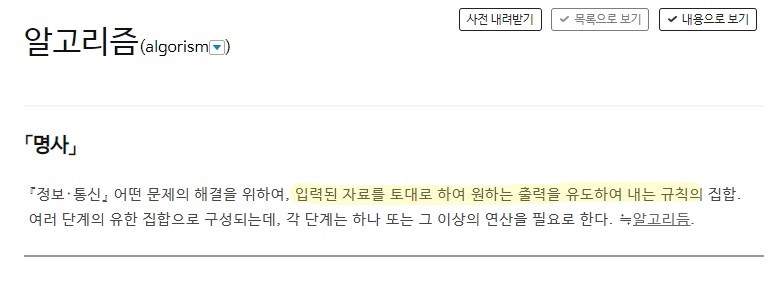 사전 내려받기 ✔ 목록으로 보기 ✔ 내용으로 보기
알고리즘(algorism)
「명사」
『정보·통신』 어떤 문제의 해결을 위하여, 입력된 자료를 토대로 하여 원하는 출력을 유도하여 내는 규칙의 집합.
여러 단계의 유한 집합으로 구성되는데, 각 단계는 하나 또는 그 이상의 연산을 필요로 한다. ≒알고리듬.